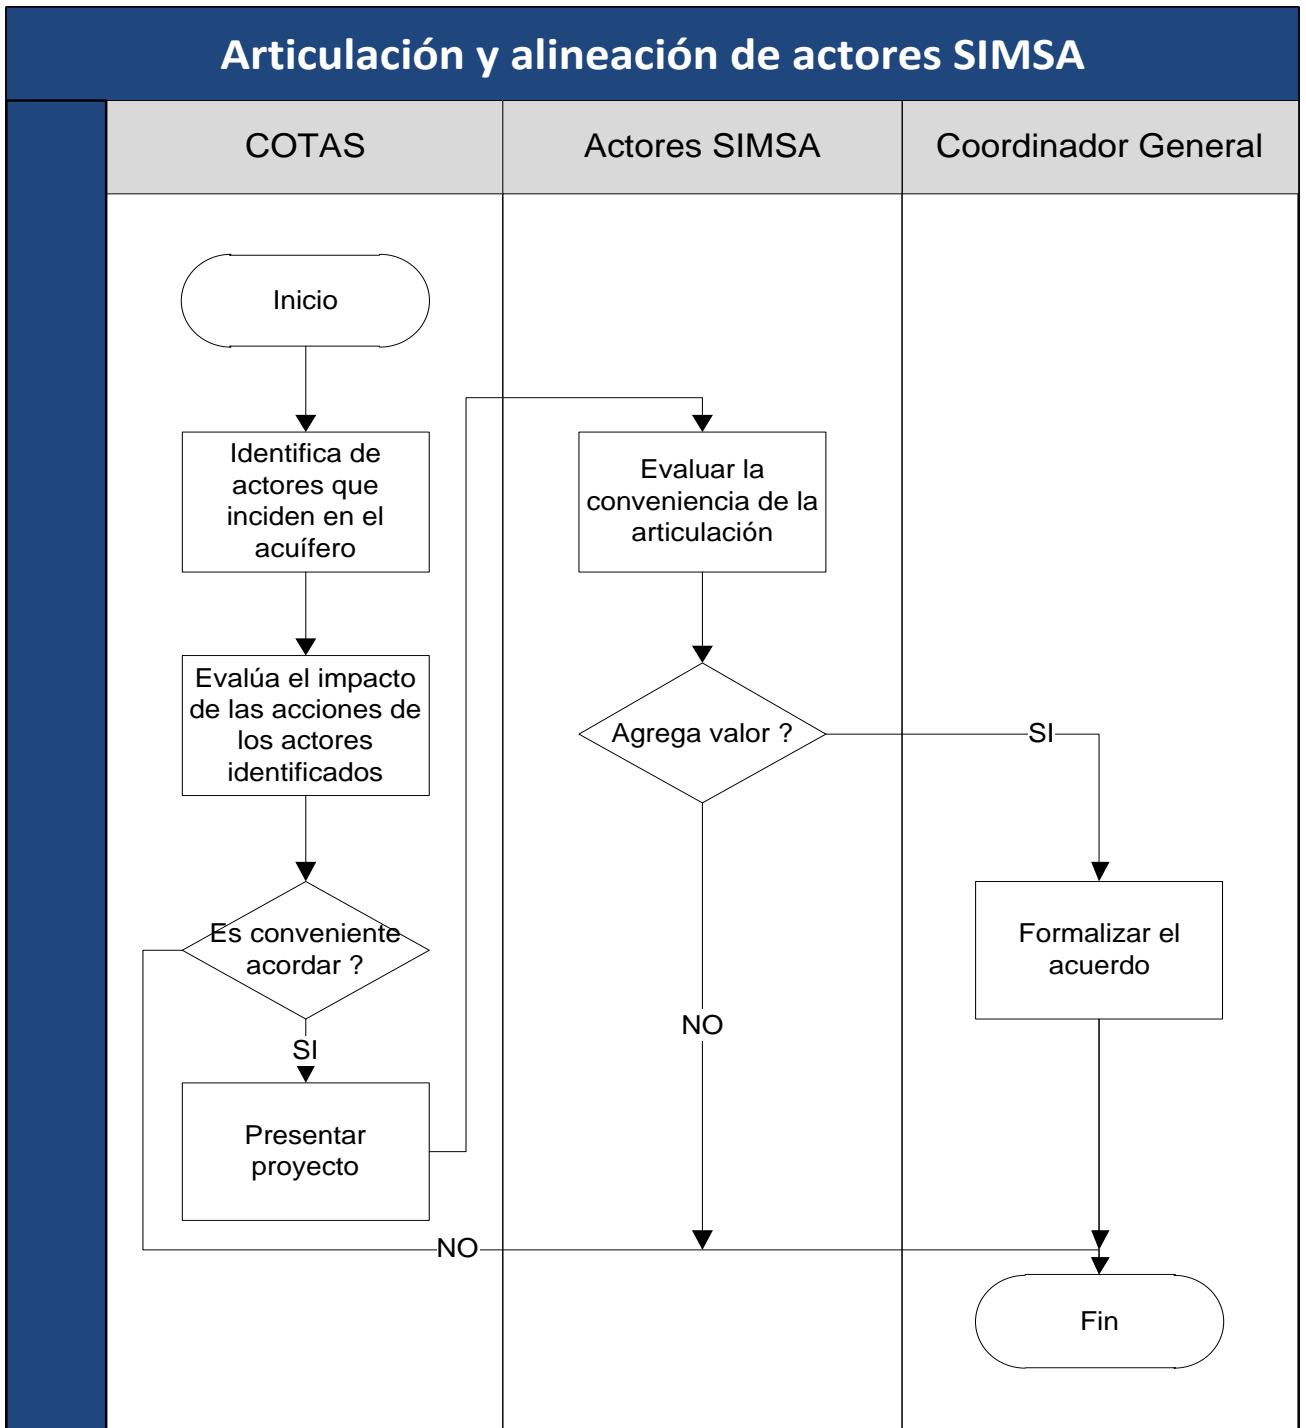 Articulación y alineación de actores SIMSA
COTAS
Actores SIMSA
Coordinador General
Inicio
Identifica de
actores que
inciden en el
acuífero
Evalúa el impacto
de las acciones de
los actores
identificados
Es conveniente
acordar ?
SI
Presentar
proyecto
NO
Evaluar la
conveniencia de la
articulación
Agrega valor ?
SI
NO
Formalizar el
acuerdo
Fin